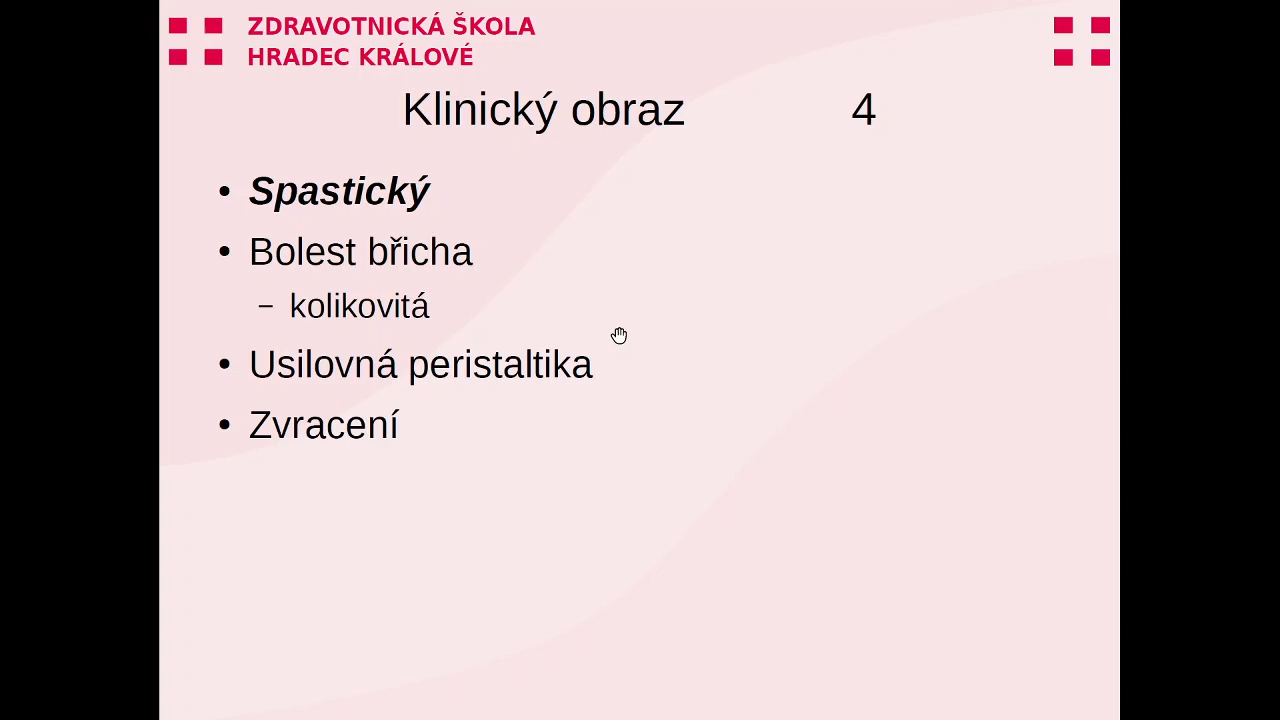 ZDRAVOTNICKÁ ŠKOLA
HRADEC KRÁLOVÉ
Klinický obraz 4
• Spastický
• Bolest břicha
– kolikovitá
• Usilovná peristaltika
• Zvracení